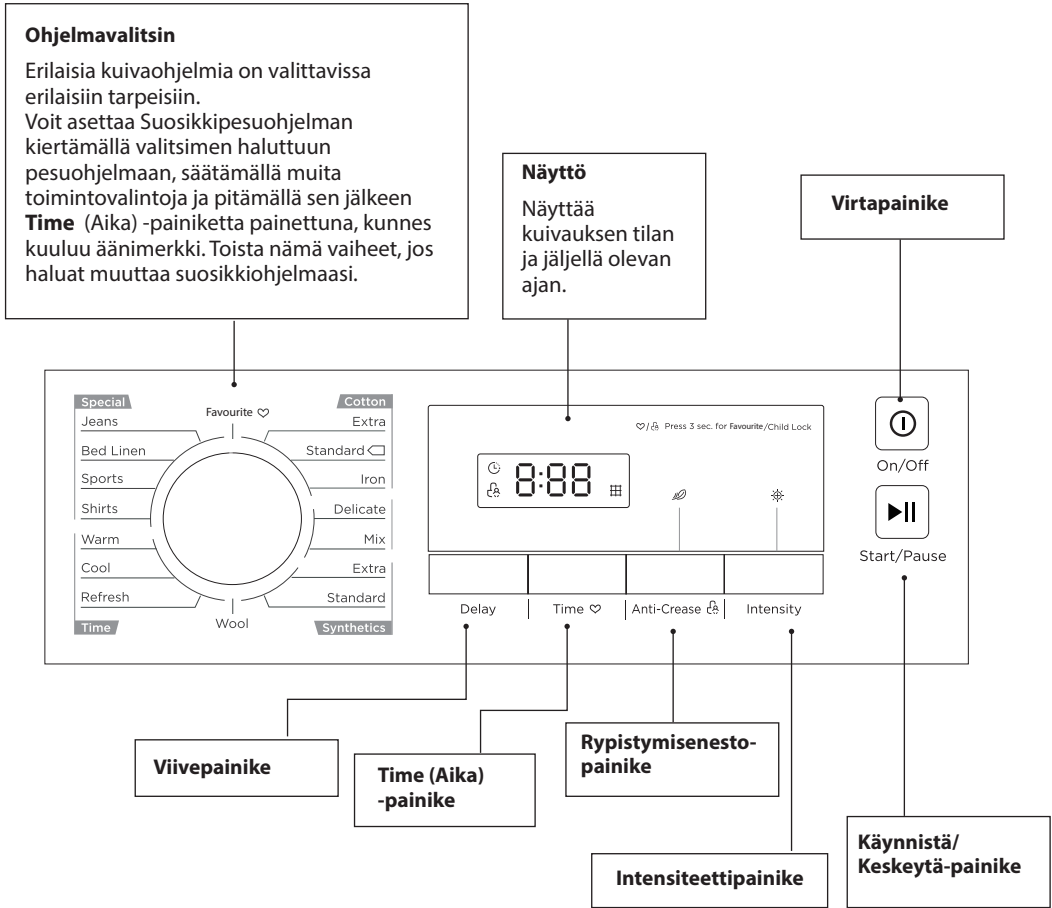 Ohjelmavalitsin
Erilaisia kuivaohjelmia on valittavissa
erilaisiin tarpeisiin.
Voit asettaa Suosikkipesuohjelman
kiertämällä valitsimen haluttuun
pesuohjelmaan, säätämällä muita
toimintovalintoja ja pitämällä sen jälkeen
Time (Aika) -painiketta painettuna, kunnes
kuuluu äänimerkki. Toista nämä vaiheet, jos
haluat muuttaa suosikkiohjelmaasi.
Näyttö
Näyttää
kuivauksen tilan
ja jäljellä olevan
ajan.
Virtapainike
Special
Jeans
Bed Linen
Sports
Shirts
Warm
Cool
Refresh
Time
Favourite ♡
Wool
Cotton
Extra
Standard
Iron
Delicate
Mix
Extra
Standard
Synthetics
♡/ Press 3 sec. for Favourite/Child Lock
8:88
Delay
Time ♡
Anti-Crease
Intensity
On/Off
Start/Pause
Viivepainike
Time (Aika)
-painike
Rypistymisenesto-
painike
Intensiteettipainike
Käynnistä/
Keskeytä-painike